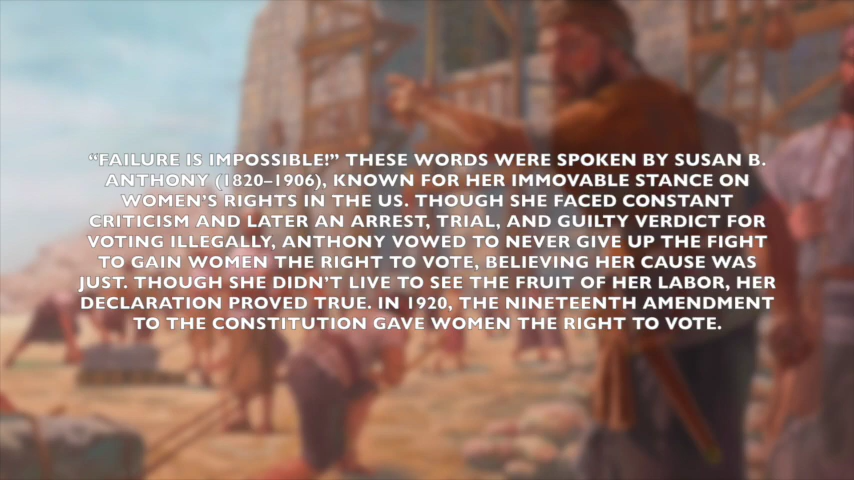 “FAILURE IS IMPOSSIBLE!” THESE WORDS WERE SPOKEN BY SUSAN B.
ANTHONY (1820–1906), KNOWN FOR HER IMMOVABLE STANCE ON
WOMEN’S RIGHTS IN THE US. THOUGH SHE FACED CONSTANT
CRITICISM AND LATER AN ARREST, TRIAL, AND GUILTY VERDICT FOR
VOTING ILLEGALLY, ANTHONY VOWED TO NEVER GIVE UP THE FIGHT
TO GAIN WOMEN THE RIGHT TO VOTE, BELIEVING HER CAUSE WAS
JUST. THOUGH SHE DIDN’T LIVE TO SEE THE FRUIT OF HER LABOR, HER
DECLARATION PROVED TRUE. IN 1920, THE NINETEENTH AMENDMENT
TO THE CONSTITUTION GAVE WOMEN THE RIGHT TO VOTE.